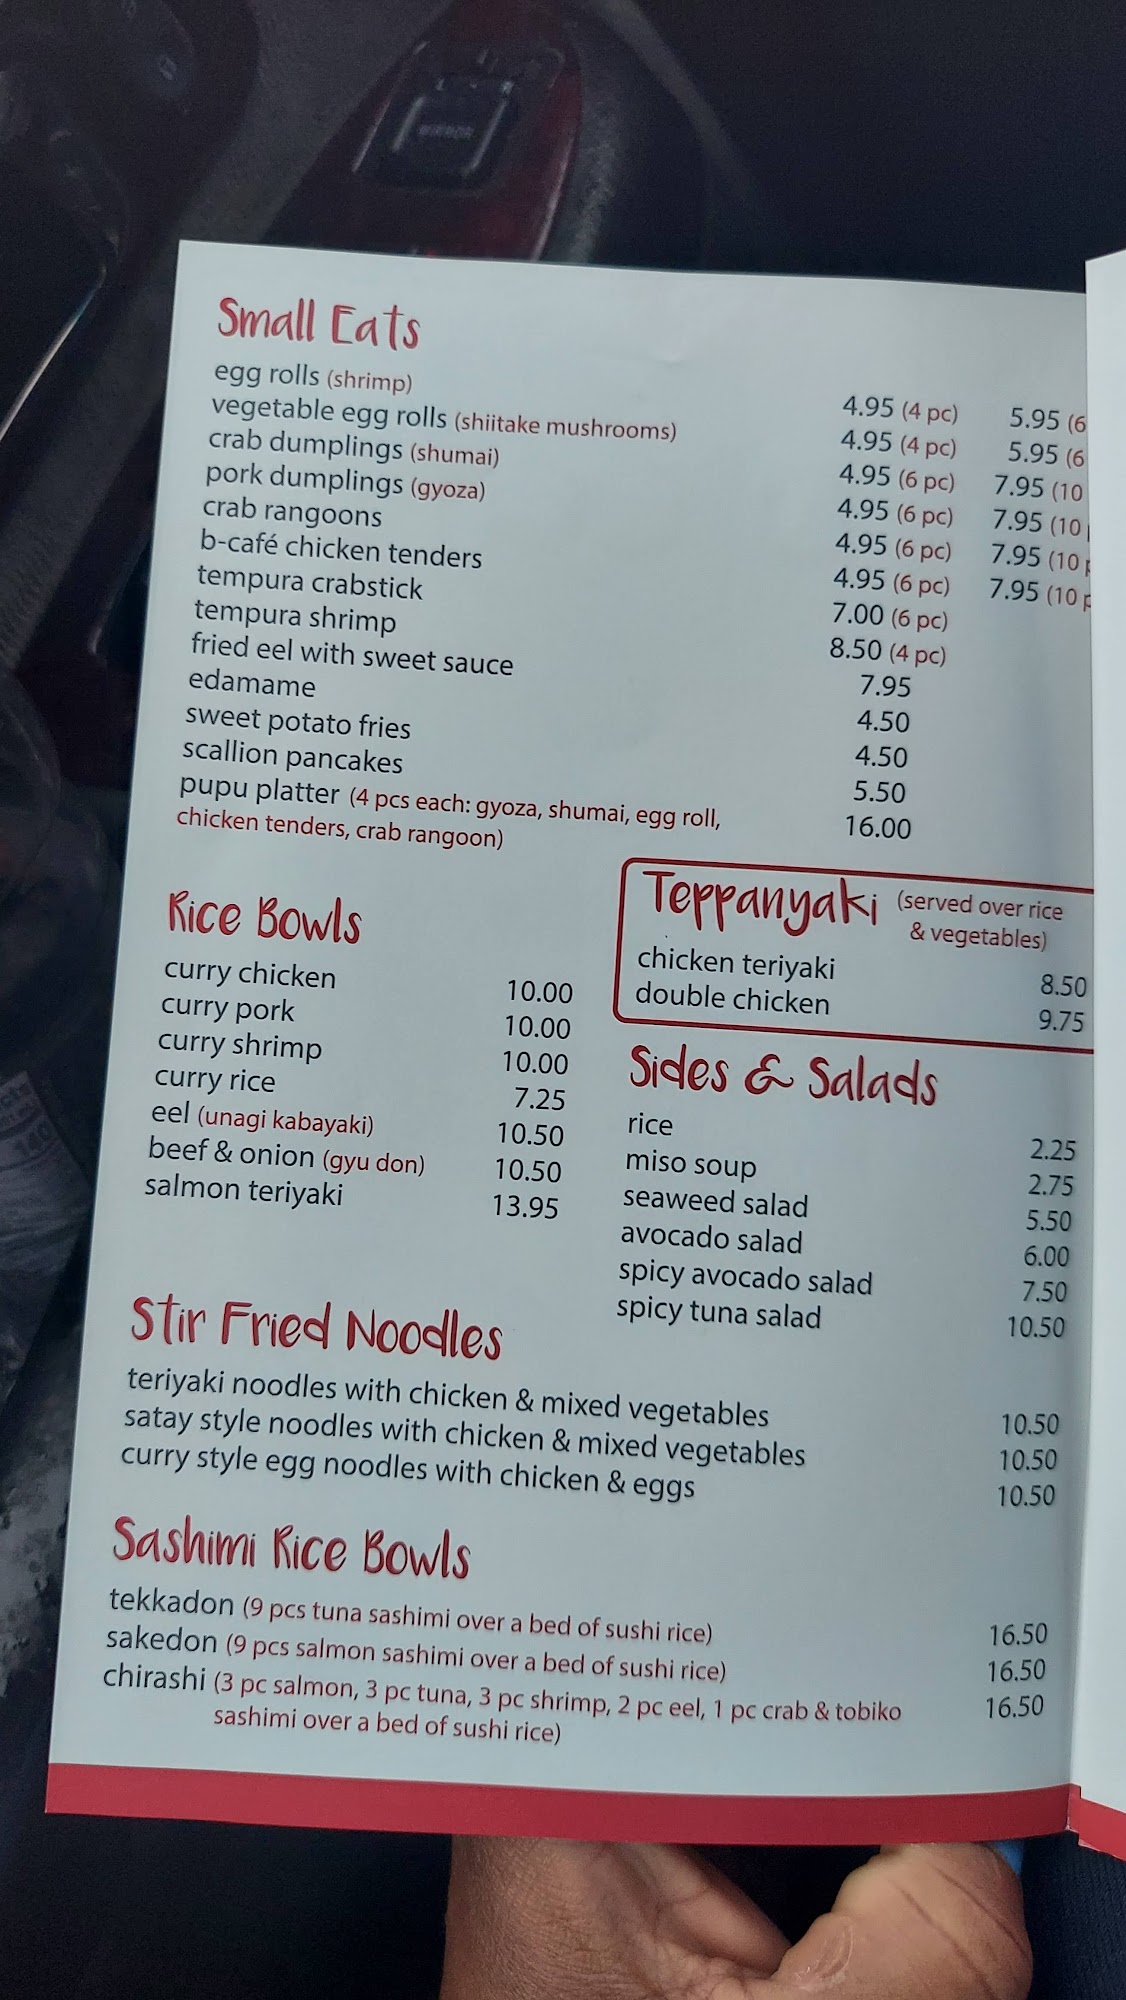 Small Eats
egg rolls (shrimp) 4.95 (4 pc) 5.95 (6
vegetable egg rolls (shiitake mushrooms) 4.95 (4 pc) 5.95 (6
crab dumplings (shumai) 4.95 (6 pc) 7.95 (10
pork dumplings (gyoza) 4.95 (6 pc) 7.95 (10
crab rangoons 4.95 (6 pc) 7.95 (10
b-café chicken tenders 4.95 (6 pc) 7.95 (10
tempura crabstick 7.00 (6 pc)
tempura shrimp 8.50 (4 pc)
fried eel with sweet sauce 7.95
edamame 4.50
sweet potato fries 4.50
scallion pancakes 5.50
pupu platter (4 pcs each: gyoza, shumai, egg roll, 16.00
chicken tenders, crab rangoon)
Rice Bowls
curry chicken 10.00
curry pork 10.00
curry shrimp 10.00
curry rice 7.25
eel (unagi kabayaki) 10.50
beef & onion (gyu don) 10.50
salmon teriyaki 13.95
Teppanyaki (served over rice
& vegetables)
chicken teriyaki 8.50
double chicken 9.75
Sides & Salads
rice 2.25
miso soup 2.75
seaweed salad 5.50
avocado salad 6.00
spicy avocado salad 7.50
spicy tuna salad 10.50
Stir Fried Noodles
teriyaki noodles with chicken & mixed vegetables 10.50
satay style noodles with chicken & mixed vegetables 10.50
curry style egg noodles with chicken & eggs 10.50
Sashimi Rice Bowls
tekkadon (9 pcs tuna sashimi over a bed of sushi rice) 16.50
sakedon (9 pcs salmon sashimi over a bed of sushi rice) 16.50
chirashi (3 pc salmon, 3 pc tuna, 3 pc shrimp, 2 pc eel, 1 pc crab & tobiko 16.50
sashimi over a bed of sushi rice)